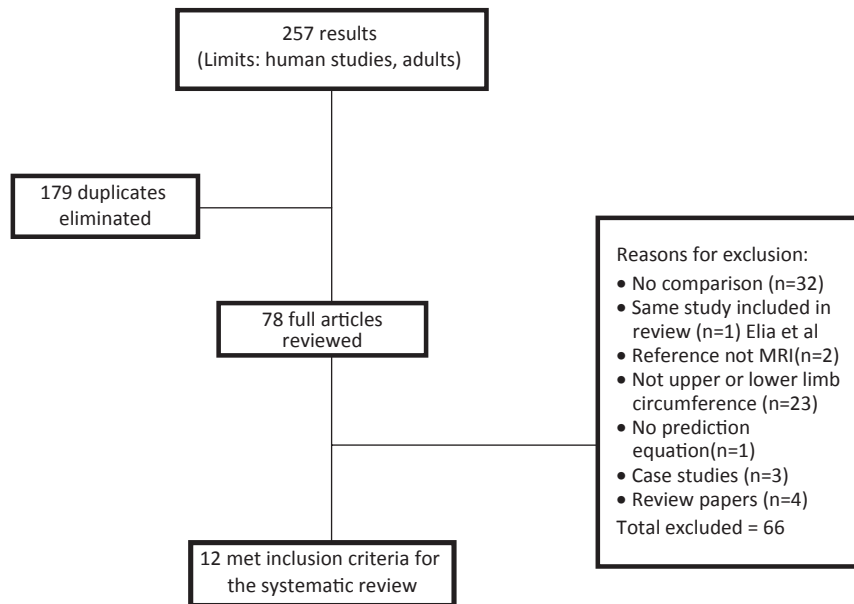 257 results
(Limits: human studies, adults)
179 duplicates
eliminated
78 full articles
reviewed
Reasons for exclusion:
• No comparison (n=32)
• Same study included in
review (n=1) Elia et al
• Reference not MRI(n=2)
• Not upper or lower limb
circumference (n=23)
• No prediction
equation(n=1)
• Case studies (n=3)
• Review papers (n=4)
Total excluded = 66
12 met inclusion criteria for
the systematic review